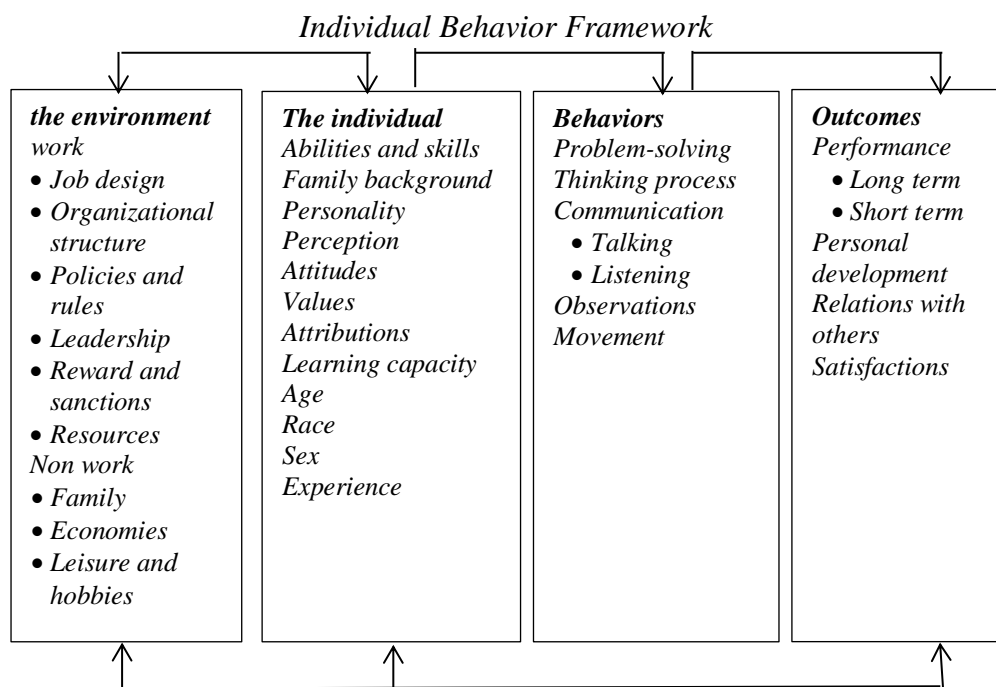 Individual Behavior Framework
the environment
work
• Job design
• Organizational
structure
• Policies and
rules
• Leadership
• Reward and
sanctions
• Resources
Non work
• Family
• Economies
• Leisure and
hobbies
The individual
Abilities and skills
Family background
Personality
Perception
Attitudes
Values
Attributions
Learning capacity
Age
Race
Sex
Experience
Behaviors
Problem-solving
Thinking process
Communication
• Talking
• Listening
Observations
Movement
Outcomes
Performance
• Long term
• Short term
Personal
development
Relations with
others
Satisfactions